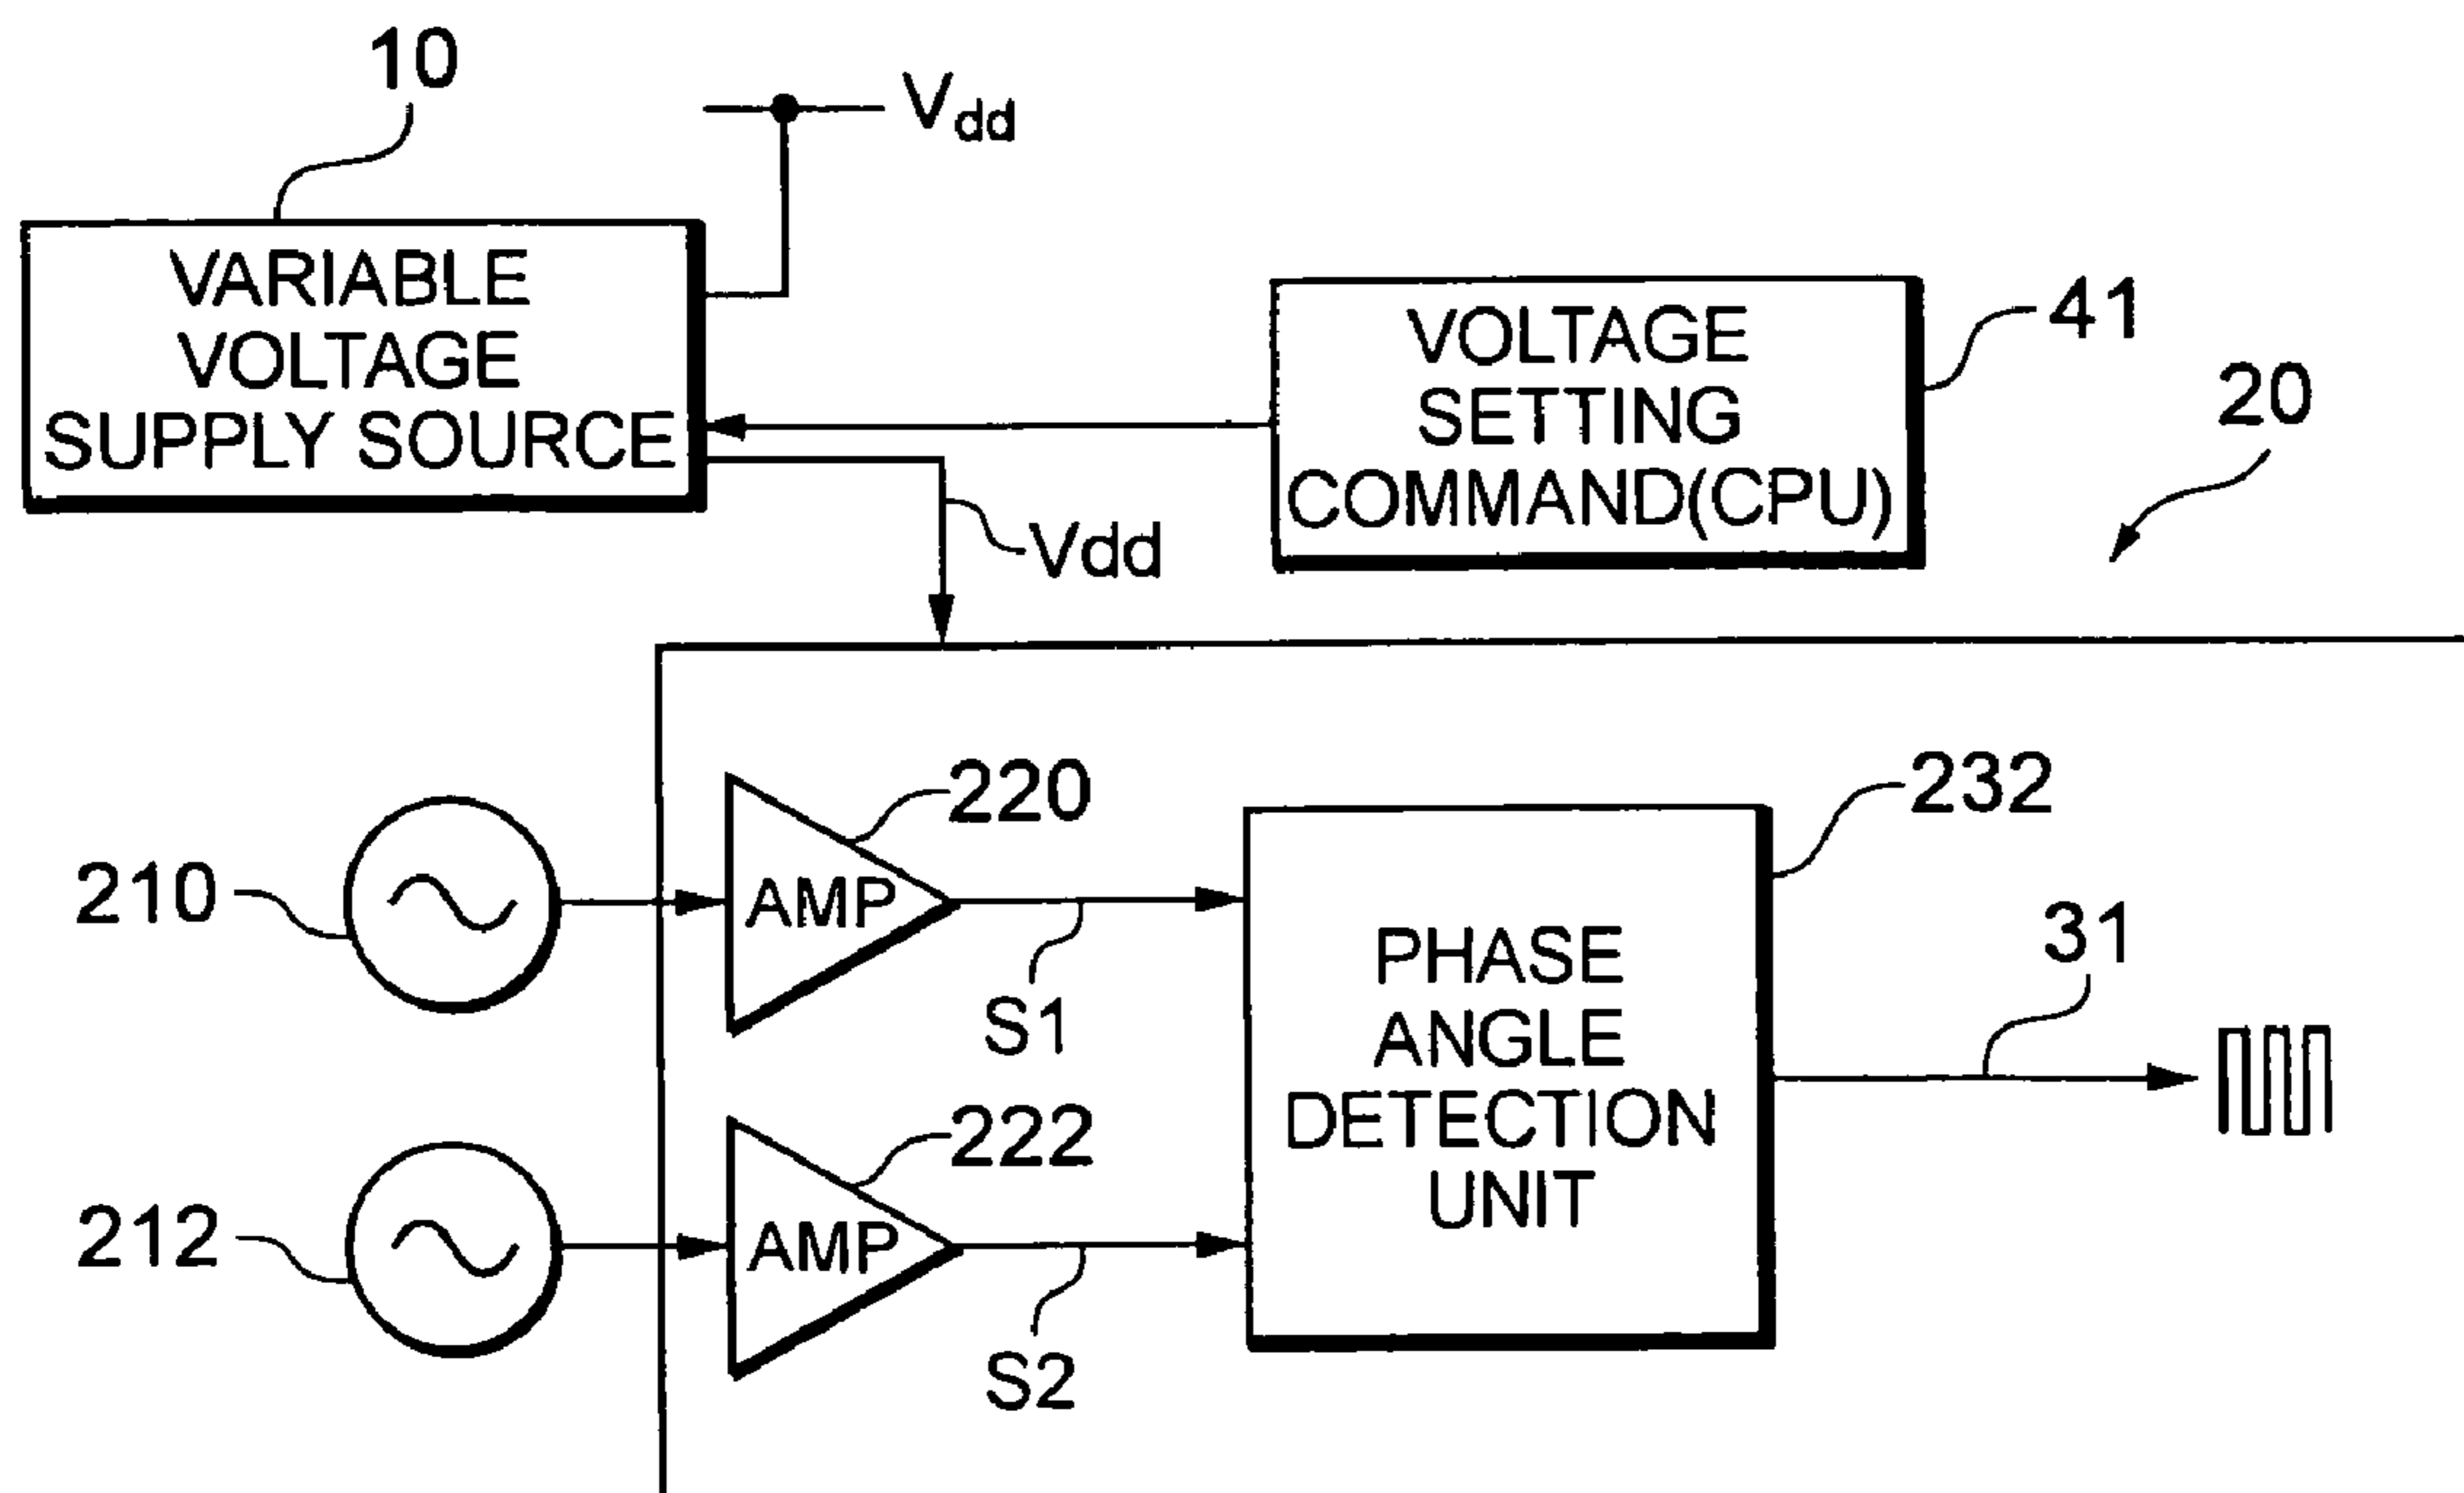 10
Vdd
VARIABLE
VOLTAGE
SUPPLY SOURCE
VOLTAGE
SETTING
COMMAND(CPU)
41
20
Vdd
220
232
210
AMP
S1
PHASE
ANGLE
DETECTION
UNIT
31
222
212
AMP
S2